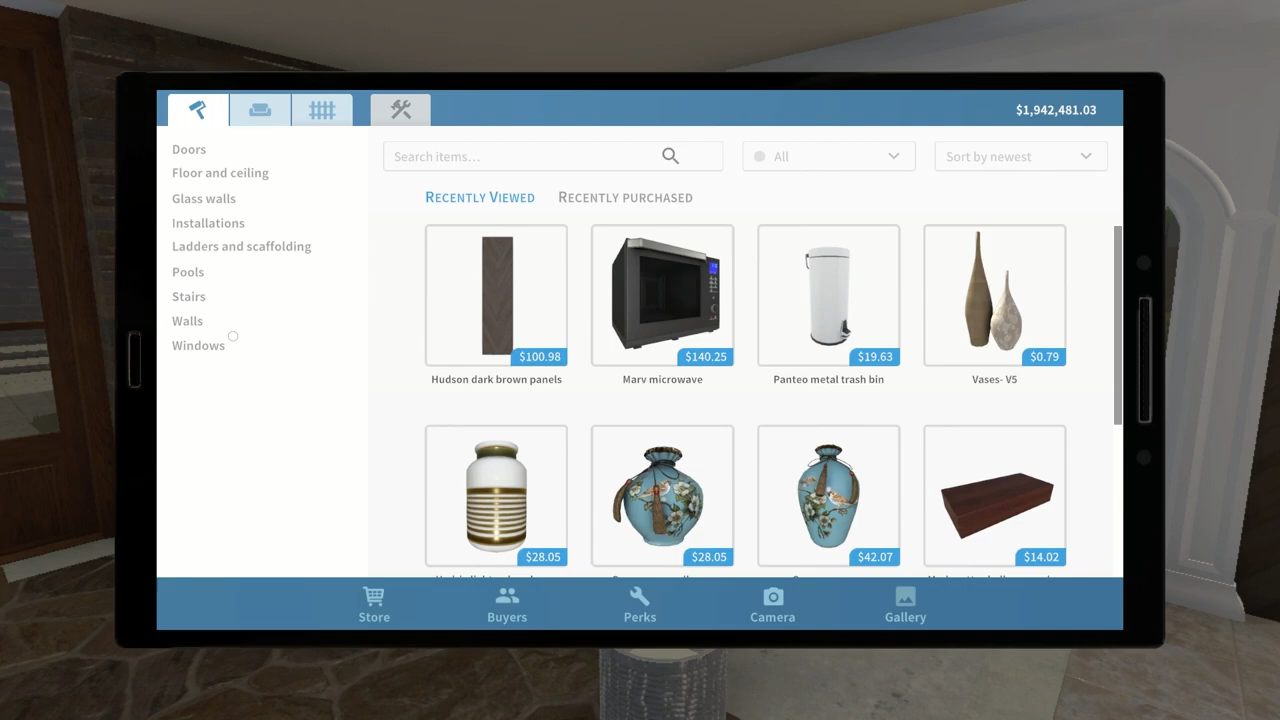 $1,942,481.03
Doors
Floor and ceiling
Glass walls
Installations
Ladders and scaffolding
Pools
Stairs
Walls
Windows
Search items...
All
Sort by newest
RECENTLY VIEWED
RECENTLY PURCHASED
$100.98
$140.25
$19.63
$0.79
Hudson dark brown panels
Marv microwave
Panteo metal trash bin
Vases- V5
$28.05
$28.05
$42.07
$14.02
Store
Buyers
Perks
Camera
Gallery